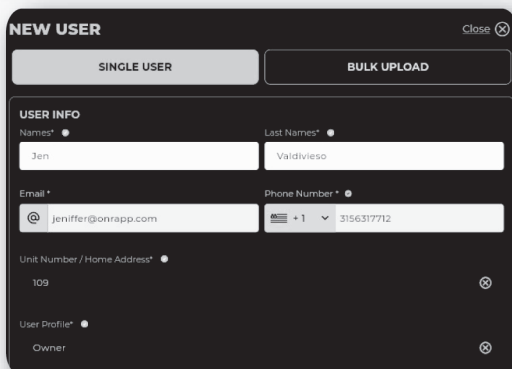 NEW USER Close
SINGLE USER BULK UPLOAD
USER INFO
Names* Last Names*
Jen Valdivieso
Email * Phone Number *
@ jeniffer@onrapp.com +1 3156317712
Unit Number / Home Address*
109
User Profile*
Owner